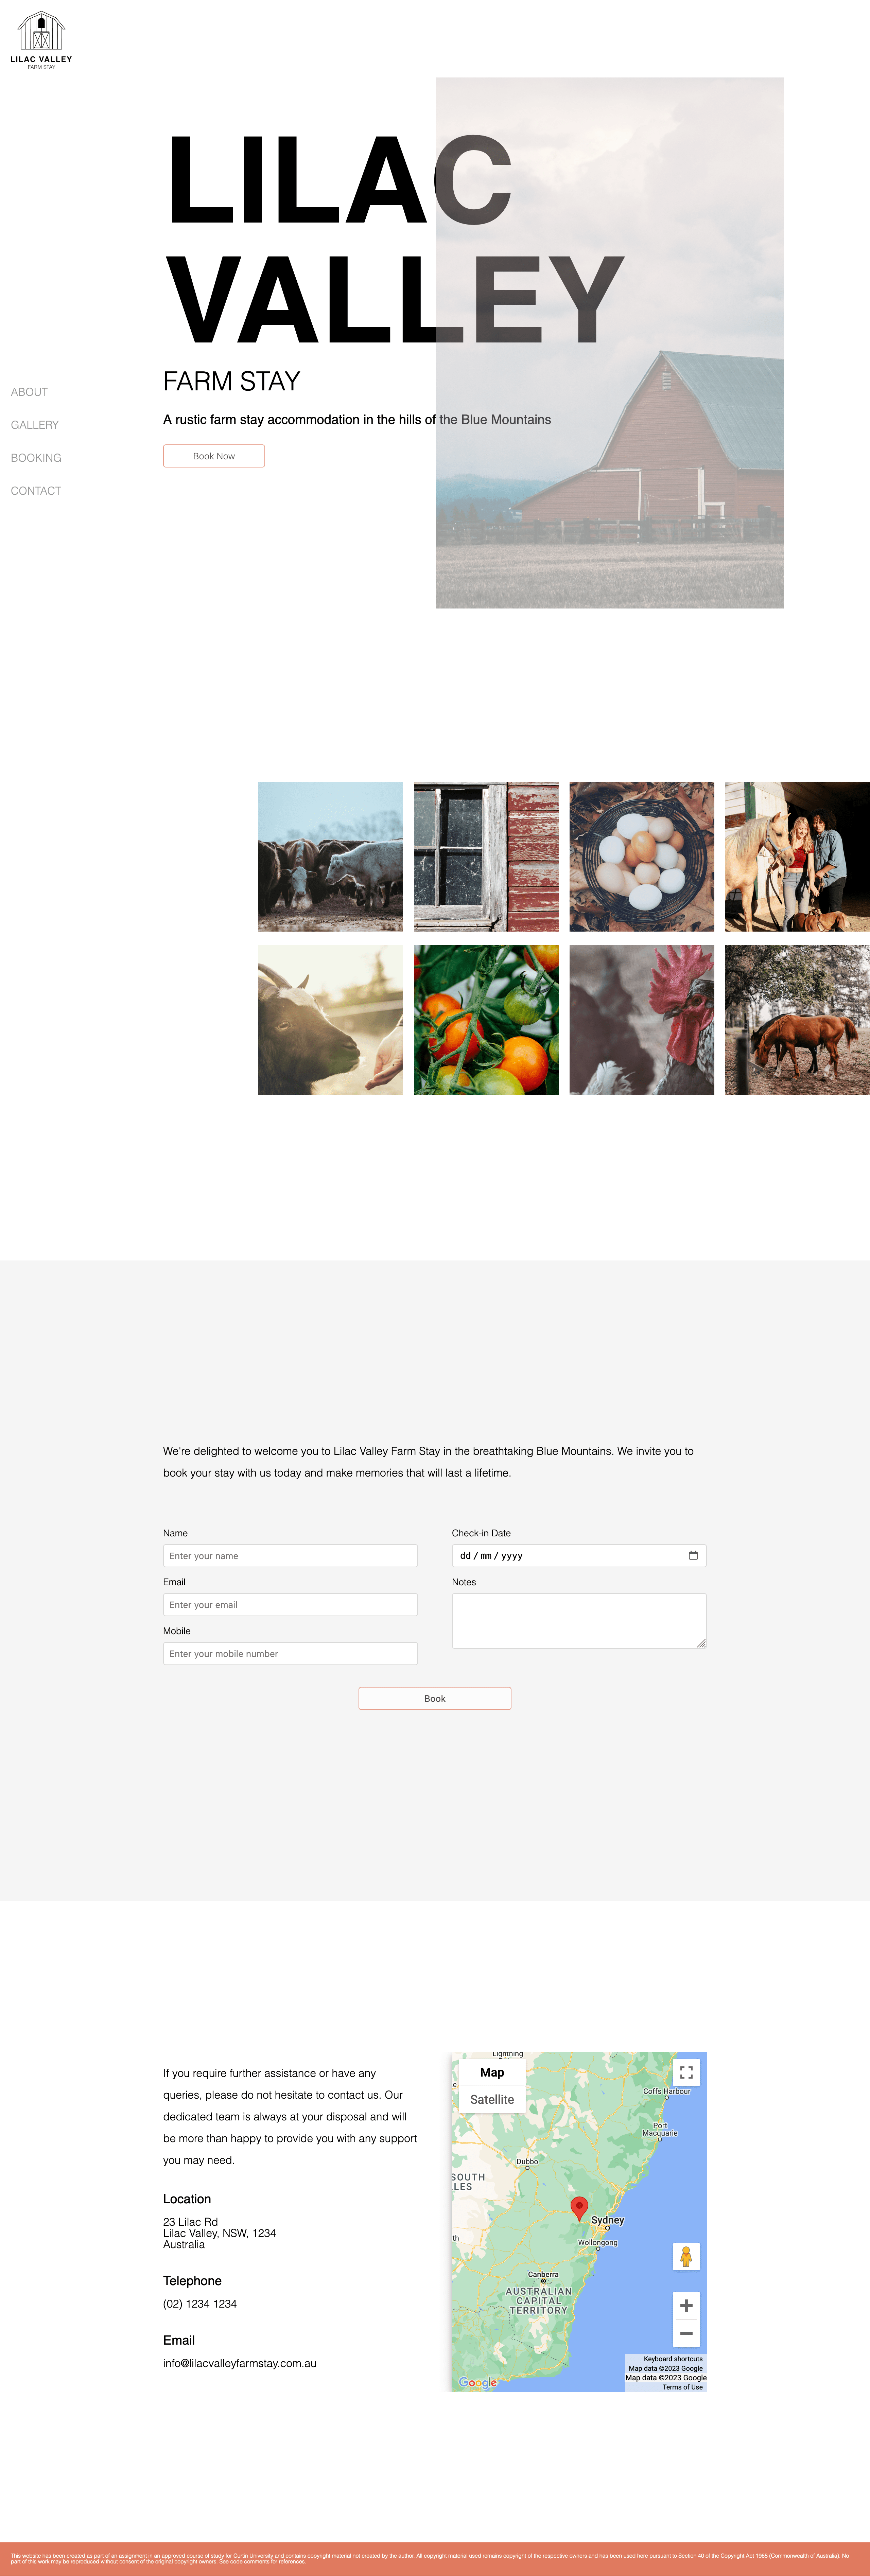 LILAC VALLEY
FARM STAY
LILAC
VALLEY
FARM STAY
A rustic farm stay accommodation in the hills of the Blue Mountains
Book Now
ABOUT
GALLERY
BOOKING
CONTACT
We're delighted to welcome you to Lilac Valley Farm Stay in the breathtaking Blue Mountains. We invite you to
book your stay with us today and make memories that will last a lifetime.
Name
Enter your name
Email
Enter your email
Mobile
Enter your mobile number
Check-in Date
dd / mm / yyyy
Notes
Book
If you require further assistance or have any
queries, please do not hesitate to contact us. Our
dedicated team is always at your disposal and will
be more than happy to provide you with any support
you may need.
Location
23 Lilac Rd
Lilac Valley, NSW, 1234
Australia
Telephone
(02) 1234 1234
Email
info@lilacvalleyfarmstay.com.au
Lightning
Map
Satellite
Coffs Harbour
Port
Macquarie
Dubbo
SOUTH
LES
Sydney
Wollongong
th
Canberra
AUSTRALIAN
CAPITAL
TERRITORY
Google
Keyboard shortcuts
Map data ©2023 Google
Map data ©2023 Google
Terms of Use
This website has been created as part of an assignment in an approved course of study for Curtin University and contains copyright material not created by the author. All copyright material used remains copyright of the respective owners and has been used here pursuant to Section 40 of the Copyright Act 1968 (Commonwealth of Australia). No
part of this work may be reproduced without consent of the original copyright owners. See code comments for references.